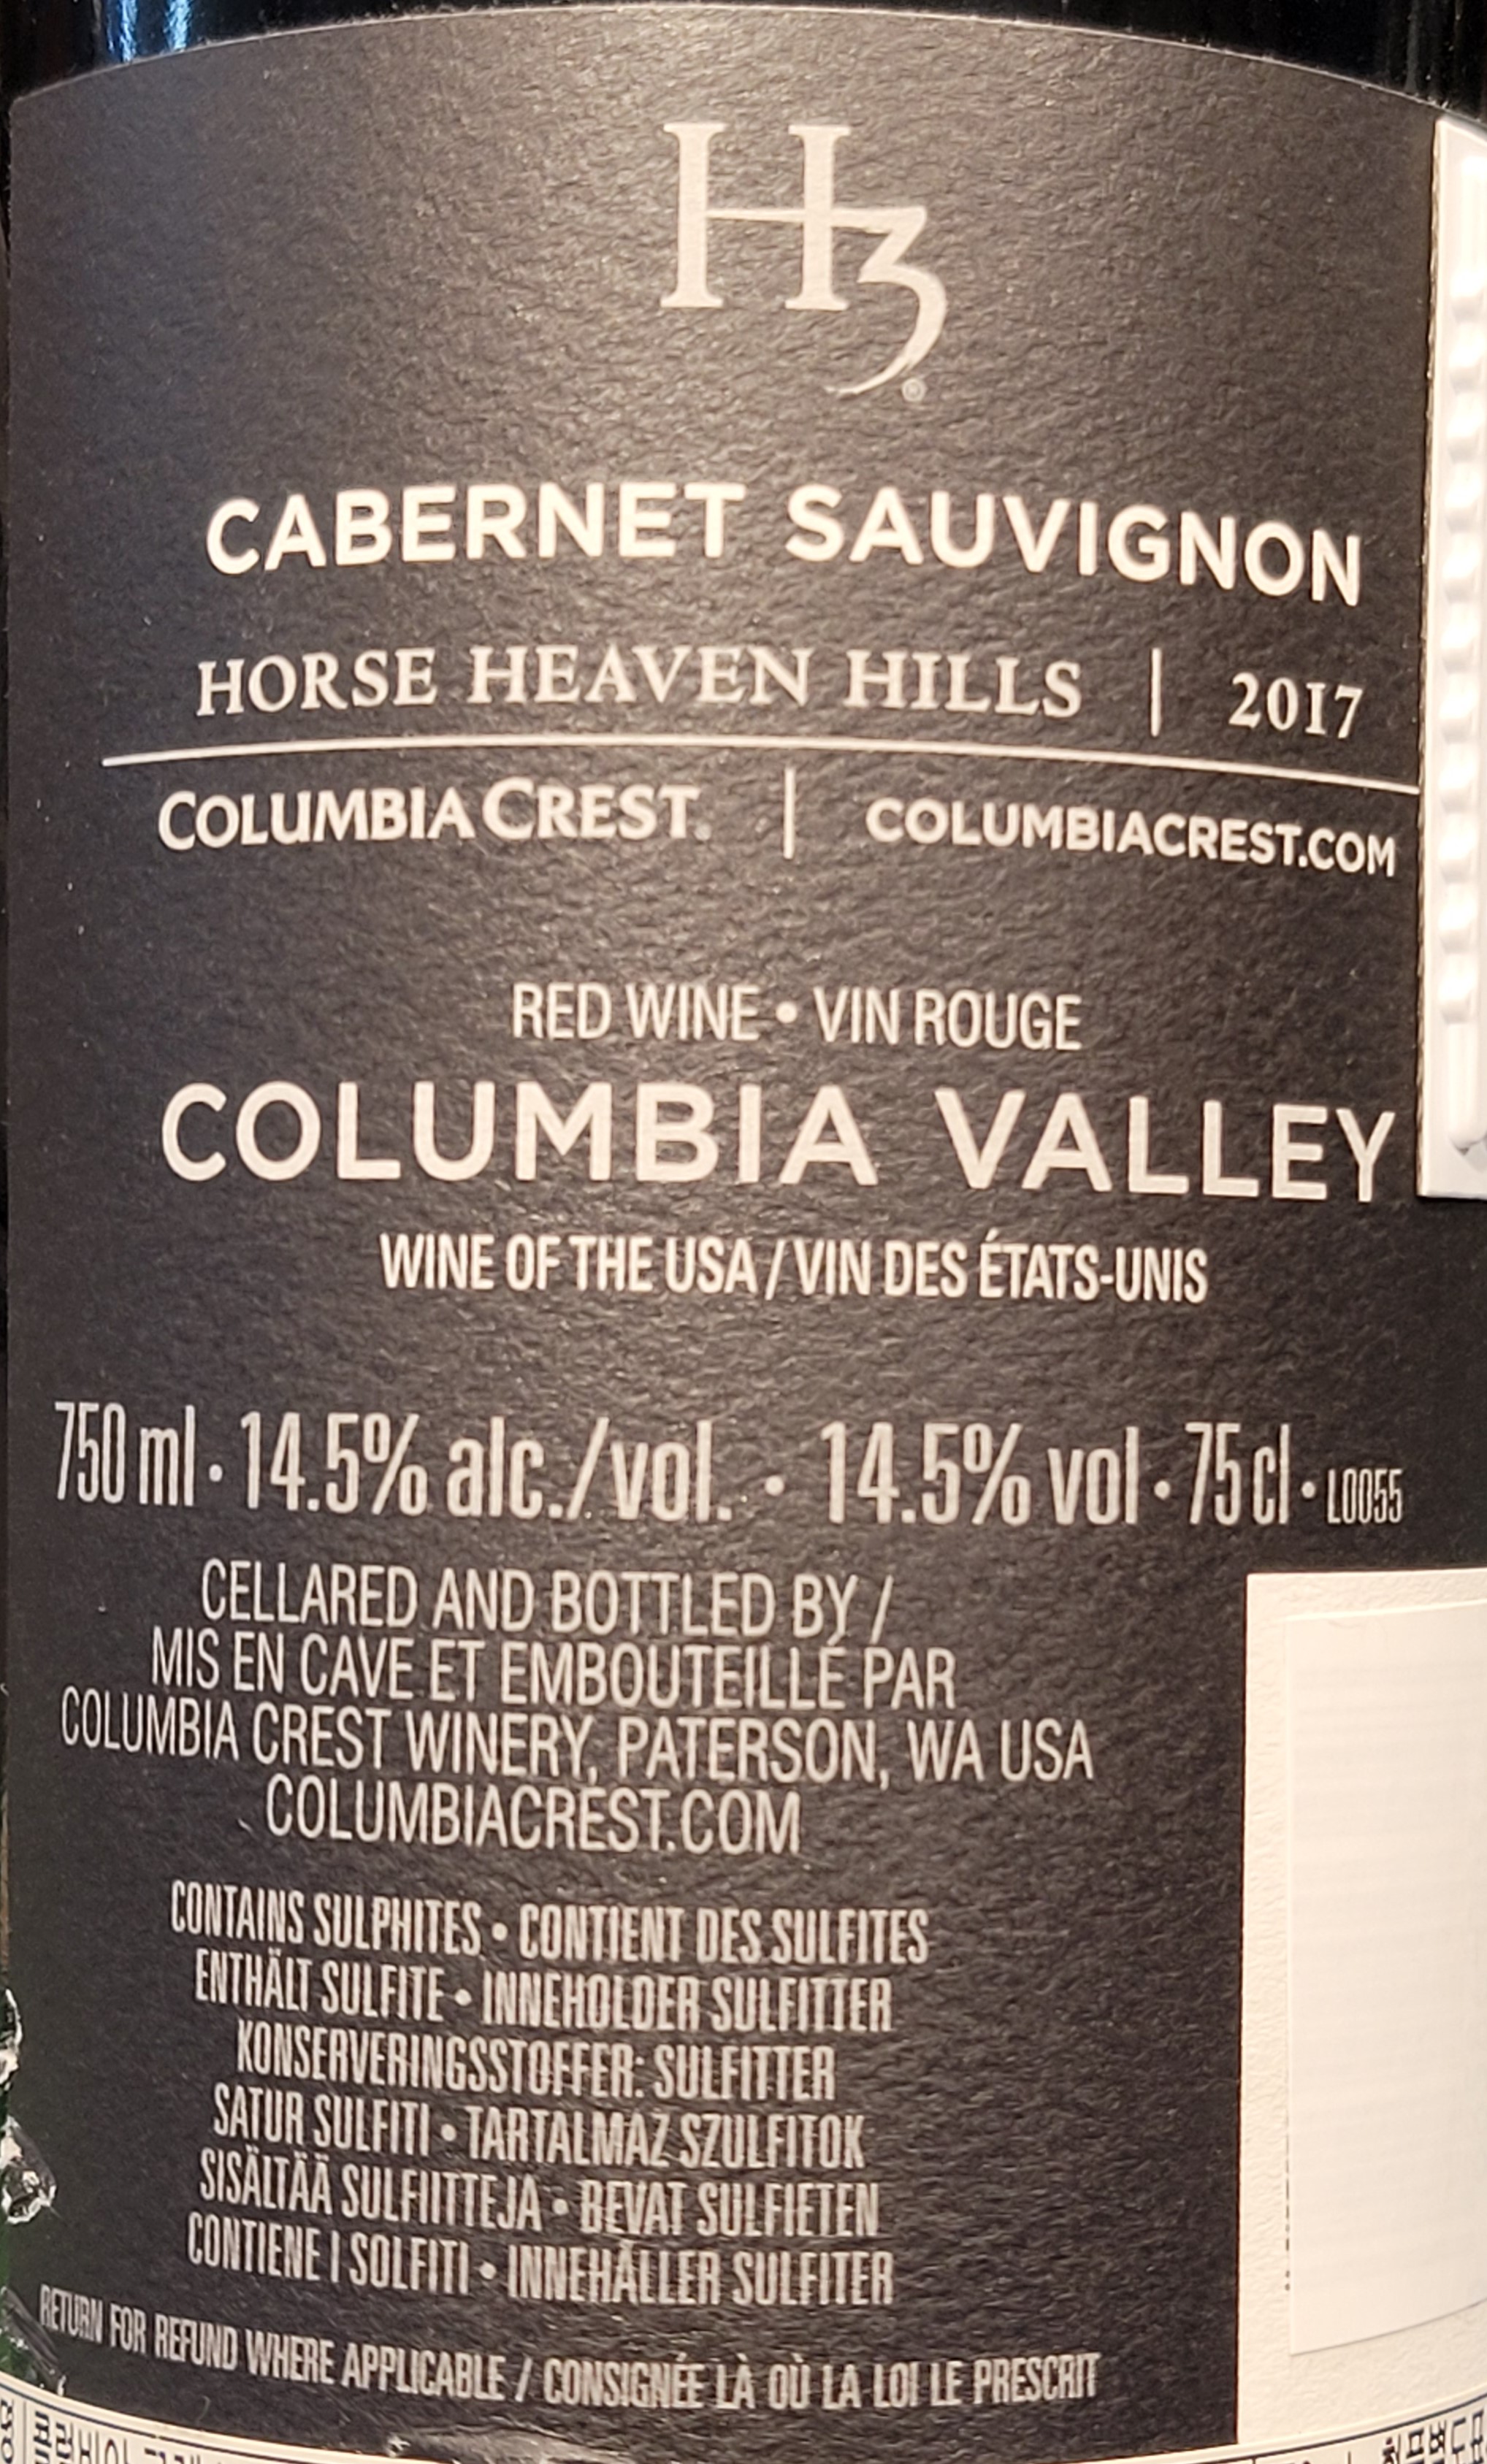 H3®
CABERNET SAUVIGNON
HORSE HEAVEN HILLS | 2017
COLUMBIA CREST. | COLUMBIACREST.COM
RED WINE • VIN ROUGE
COLUMBIA VALLEY
WINE OF THE USA / VIN DES ÉTATS-UNIS
750 ml · 14.5% alc./vol. · 14.5% vol · 75 cl · L0055
CELLARED AND BOTTLED BY /
MIS EN CAVE ET EMBOUTEILLÉ PAR
COLUMBIA CREST WINERY, PATERSON, WA USA
COLUMBIACREST.COM
CONTAINS SULPHITES • CONTIENT DES SULFITES
ENTHÄLT SULFITE • INNEHOLDER SULFITTER
KONSERVERINGSSTOFFER: SULFITTER
SATUR SULFITI • TARTALMAZ SZULFITOK
SISÄLTÄÄ SULFIITTEJA • BEVAT SULFIETEN
CONTIENE I SOLFITI • INNEHÅLLER SULFITER
RETURN FOR REFUND WHERE APPLICABLE / CONSIGNÉE LÀ OÙ LA LOI LE PRESCRIT